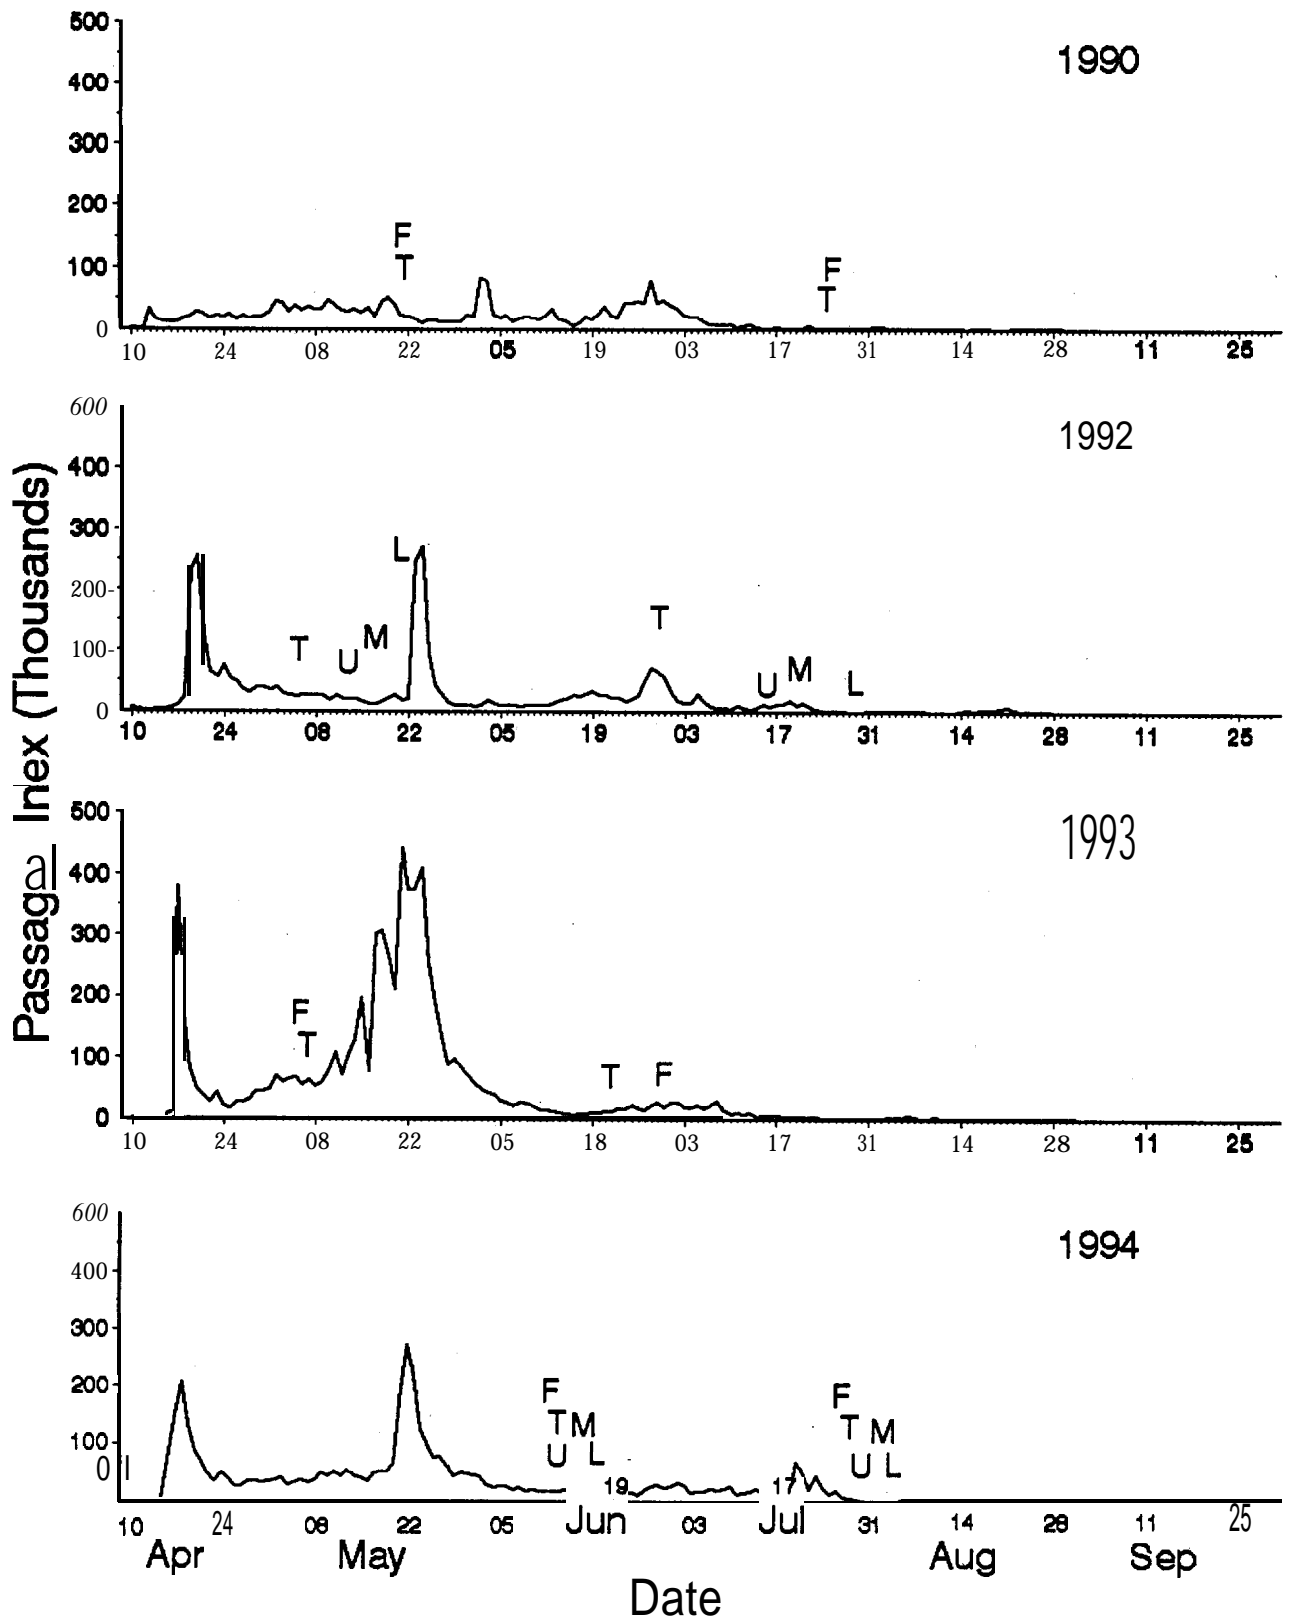 500
1990
400
300
200
F
T
100
F
T
0
10 24 08 22 05 19 03 17 31 14 28 11 25
600
1992
400
300
L
200-
T
T
100-
M
U
M
U
L
0
10 24 08 22 05 19 03 17 31 14 28 11 25
Passage Inex (Thousands)
500
1993
400
300
200
F
T
100
T F
0
10 24 08 22 05 18 03 17 31 14 28 11 25
600
1994
400
300
200
F
F
T M
T M
100
U L
U L
0
19
17
10 24 08 22 05 Jun 03 Jul 31 14 28 11 25
Apr May Aug Sep
Date